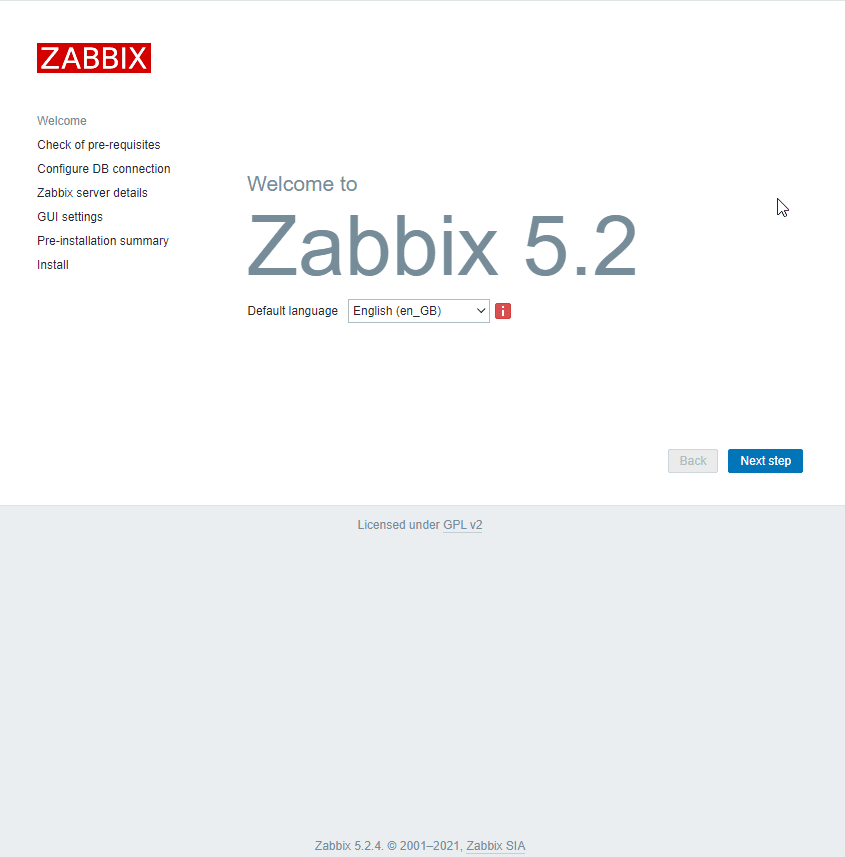 ZABBIX
Welcome
Check of pre-requisites
Configure DB connection
Zabbix server details
GUI settings
Pre-installation summary
Install
Welcome to
Zabbix 5.2
Default language English (en_GB) i
Back Next step
Licensed under GPL v2
Zabbix 5.2.4. © 2001–2021, Zabbix SIA